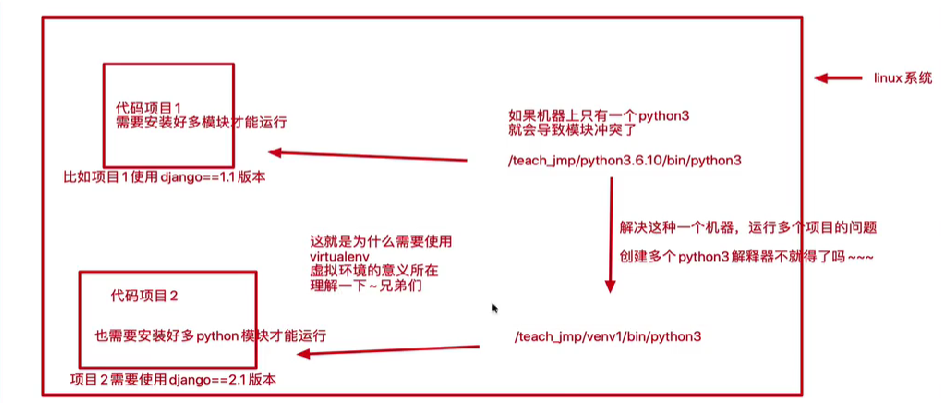 linux系统
代码项目1
需要安装好多模块才能运行
比如项目1使用django==1.1版本
如果机器上只有一个python3
就会导致模块冲突了
/teach_jmp/python3.6.10/bin/python3
解决这种一个机器，运行多个项目的问题
创建多个python3解释器不就得了吗~~~
这就是为什么需要使用
virtualenv
虚拟环境的意义所在
理解一下~兄弟们
代码项目2
也需要安装好多python模块才能运行
项目2需要使用django==2.1版本
/teach_jmp/venv1/bin/python3